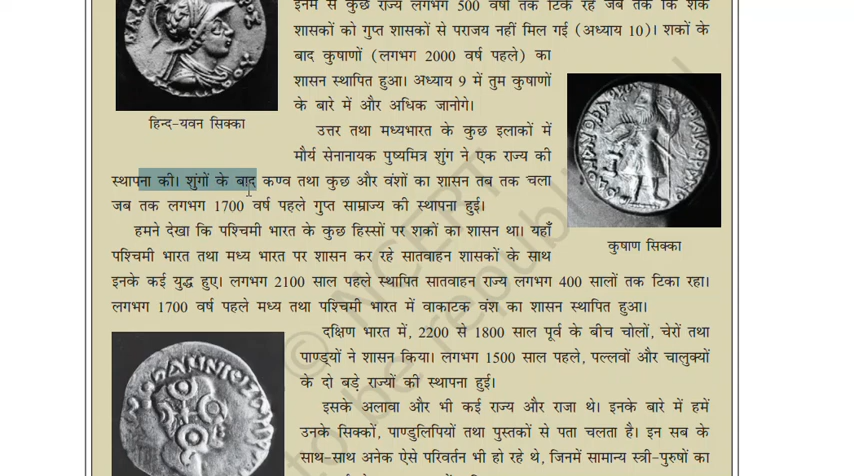 इनमें से कुछ राज्य लगभग 500 वर्षों तक टिके रहे जब तक कि शक
शासकों को गुप्त शासकों से पराजय नहीं मिल गई (अध्याय 10)। शकों के
बाद कुषाणों (लगभग 2000 वर्ष पहले) का
शासन स्थापित हुआ। अध्याय 9 में तुम कुषाणों
के बारे में और अधिक जानोगे।
हिन्द-यवन सिक्का
उत्तर तथा मध्यभारत के कुछ इलाकों में
मौर्य सेनानायक पुष्यमित्र शुंग ने एक राज्य की
स्थापना की। शुंगों के बाद कण्व तथा कुछ और वंशों का शासन तब तक चला
जब तक लगभग 1700 वर्ष पहले गुप्त साम्राज्य की स्थापना हुई।
कुषाण सिक्का
हमने देखा कि पश्चिमी भारत के कुछ हिस्सों पर शकों का शासन था। यहाँ
पश्चिमी भारत तथा मध्य भारत पर शासन कर रहे सातवाहन शासकों के साथ
इनके कई युद्ध हुए। लगभग 2100 साल पहले स्थापित सातवाहन राज्य लगभग 400 सालों तक टिका रहा।
लगभग 1700 वर्ष पहले मध्य तथा पश्चिमी भारत में वाकाटक वंश का शासन स्थापित हुआ।
दक्षिण भारत में, 2200 से 1800 साल पूर्व के बीच चोलों, चेरों तथा
पाण्ड्यों ने शासन किया। लगभग 1500 साल पहले, पल्लवों और चालुक्यों
के दो बड़े राज्यों की स्थापना हुई।
इसके अलावा और भी कई राज्य और राजा थे। इनके बारे में हमें
उनके सिक्कों, पाण्डुलिपियों तथा पुस्तकों से पता चलता है। इन सब के
साथ-साथ अनेक ऐसे परिवर्तन भी हो रहे थे, जिनमें सामान्य स्त्री-पुरुषों का
© NCERT
to be republished